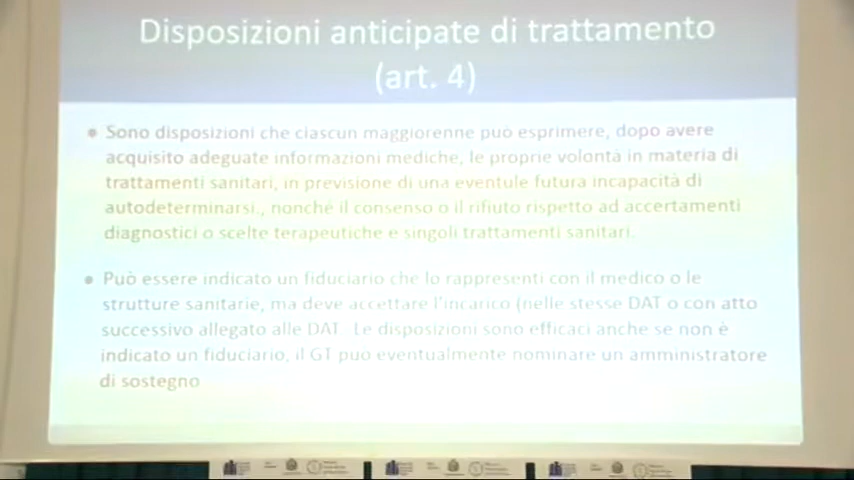 Disposizioni anticipate di trattamento
(art. 4)
Sono disposizioni che ciascun maggiorenne può esprimere, dopo avere
acquisito adeguate informazioni mediche, le proprie volontà in materia di
trattamenti sanitari, in previsione di una eventule futura incapacità di
autodeterminarsi., nonché il consenso o il rifiuto rispetto ad accertamenti
diagnostici o scelte terapeutiche e singoli trattamenti sanitari.
Può essere indicato un fiduciario che lo rappresenti con il medico o le
strutture sanitarie, ma deve accettare l'incarico (nelle stesse DAT o con atto
successivo allegato alle DAT. Le disposizioni sono efficaci anche se non è
indicato un fiduciario, il GT può eventualmente nominare un amministratore
di sostegno